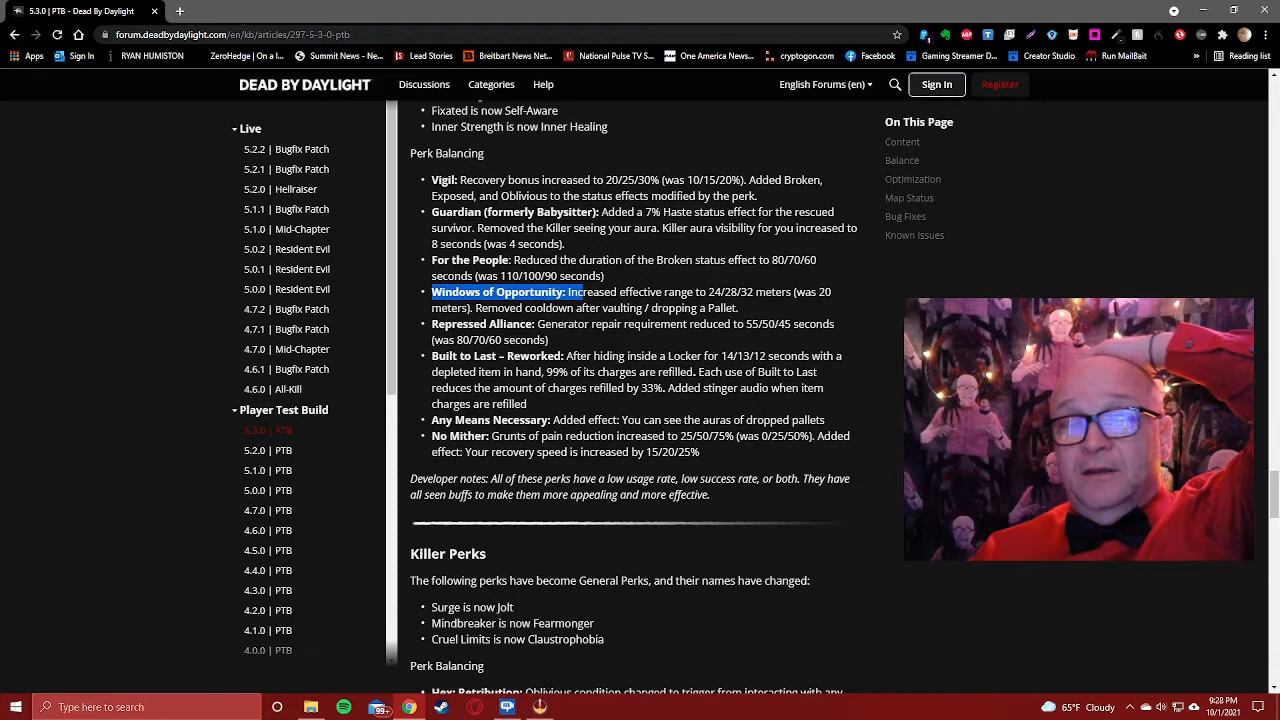 5.3.0 | PTB - Dead by Daylight
forum.deadbydaylight.com/en/kb/articles/297-5-3-0-ptb
Apps
Sign In
RYAN HUMISTON
ZeroHedge | On a l...
Summit News - Ne...
Lead Stories
Breitbart News Net...
National Pulse TV S...
One America New...
cryptogon.com
Facebook
Gaming Stream D...
Creator Studio
Run MailBait
»
Reading list
DEAD BY DAYLIGHT
Discussions
Categories
Help
English Forums (en)
Sign In
Register
Live
5.2.2 | Bugfix Patch
5.2.1 | Bugfix Patch
5.2.0 | Hellraiser
5.1.1 | Bugfix Patch
5.1.0 | Mid-Chapter
5.0.2 | Resident Evil
5.0.1 | Resident Evil
5.0.0 | Resident Evil
4.7.2 | Bugfix Patch
4.7.1 | Bugfix Patch
4.7.0 | Mid-Chapter
4.6.1 | Bugfix Patch
4.6.0 | All-Kill
Player Test Build
5.3.0 | PTB
5.2.0 | PTB
5.1.0 | PTB
5.0.0 | PTB
4.7.0 | PTB
4.6.0 | PTB
4.5.0 | PTB
4.4.0 | PTB
4.3.0 | PTB
4.2.0 | PTB
4.1.0 | PTB
4.0.0 | PTB
• Fixated is now Self-Aware
• Inner Strength is now Inner Healing
Perk Balancing
• Vigil: Recovery bonus increased to 20/25/30% (was 10/15/20%). Added Broken,
Exposed, and Oblivious to the status effects modified by the perk.
• Guardian (formerly Babysitter): Added a 7% Haste status effect for the rescued
survivor. Removed the Killer seeing your aura. Killer aura visibility for you increased to
8 seconds (was 4 seconds).
• For the People: Reduced the duration of the Broken status effect to 80/70/60
seconds (was 110/100/90 seconds)
• Windows of Opportunity: Increased effective range to 24/28/32 meters (was 20
meters). Removed cooldown after vaulting / dropping a Pallet.
• Repressed Alliance: Generator repair requirement reduced to 55/50/45 seconds
(was 80/70/60 seconds)
• Built to Last – Reworked: After hiding inside a Locker for 14/13/12 seconds with a
depleted item in hand, 99% of its charges are refilled. Each use of Built to Last
reduces the amount of charges refilled by 33%. Added stinger audio when item
charges are refilled
• Any Means Necessary: Added effect: You can see the auras of dropped pallets
• No Mither: Grunts of pain reduction increased to 25/50/75% (was 0/25/50%). Added
effect: Your recovery speed is increased by 15/20/25%
Developer notes: All of these perks have a low usage rate, low success rate, or both. They have
all seen buffs to make them more appealing and more effective.
Killer Perks
The following perks have become General Perks, and their names have changed:
• Surge is now Jolt
• Mindbreaker is now Fearmonger
• Cruel Limits is now Claustrophobia
Perk Balancing
• Hex: Retribution: Oblivious condition changed to trigger from interacting with any
On This Page
Content
Balance
Optimization
Map Status
Bug Fixes
Known Issues
Type here to search
99+
65°F Cloudy
9:28 PM
10/1/2021